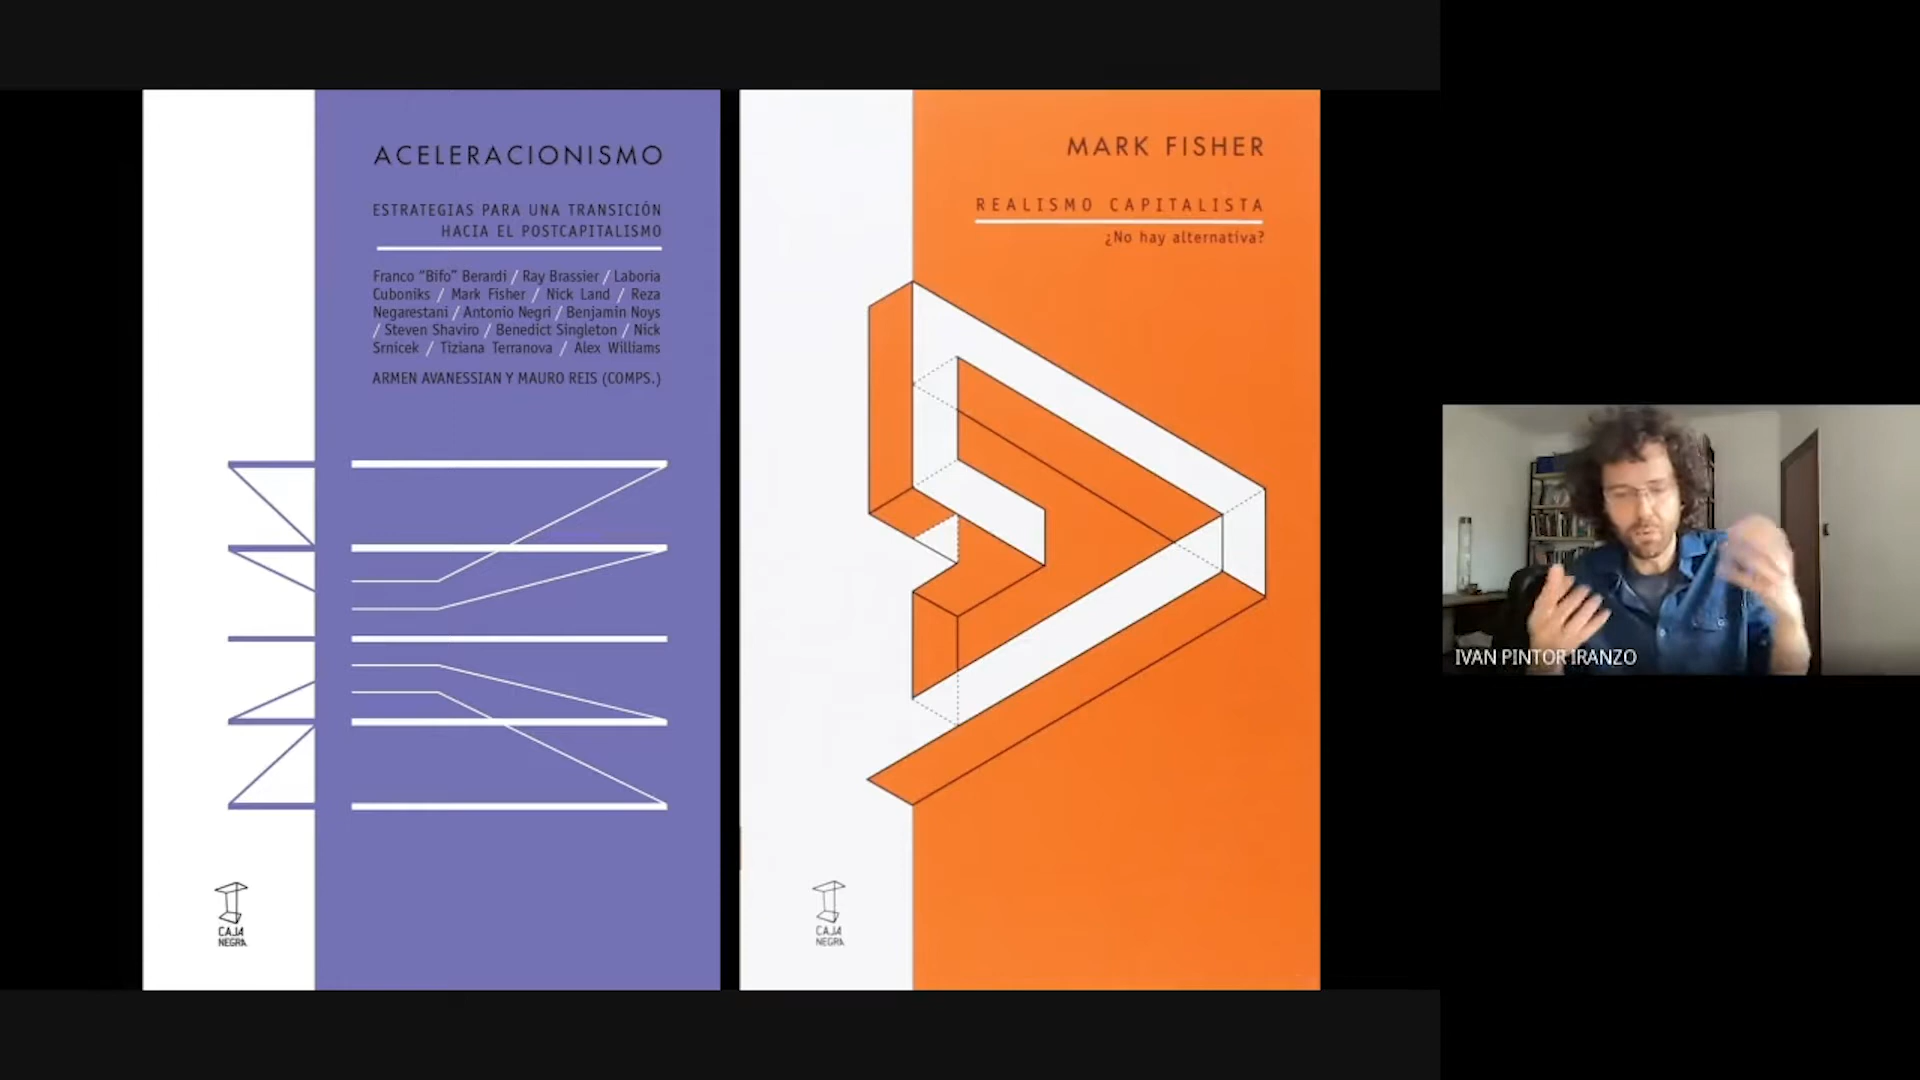 ACELERACIONISMO
ESTRATEGIAS PARA UNA TRANSICIÓN
HACIA EL POSTCAPITALISMO
Franco "Bifo" Berardi / Ray Brassier / Laboria
Cuboniks / Mark Fisher / Nick Land / Reza
Negarestani / Antonio Negri / Benjamin Noys
/ Steven Shaviro / Benedict Singleton / Nick
Srnicek / Tiziana Terranova / Alex Williams
ARMEN AVANESSIAN Y MAURO REIS (COMPS.)
CAJA
NEGRA
MARK FISHER
REALISMO CAPITALISTA
¿No hay alternativa?
CAJA
NEGRA
IVAN PINTOR IRANZO